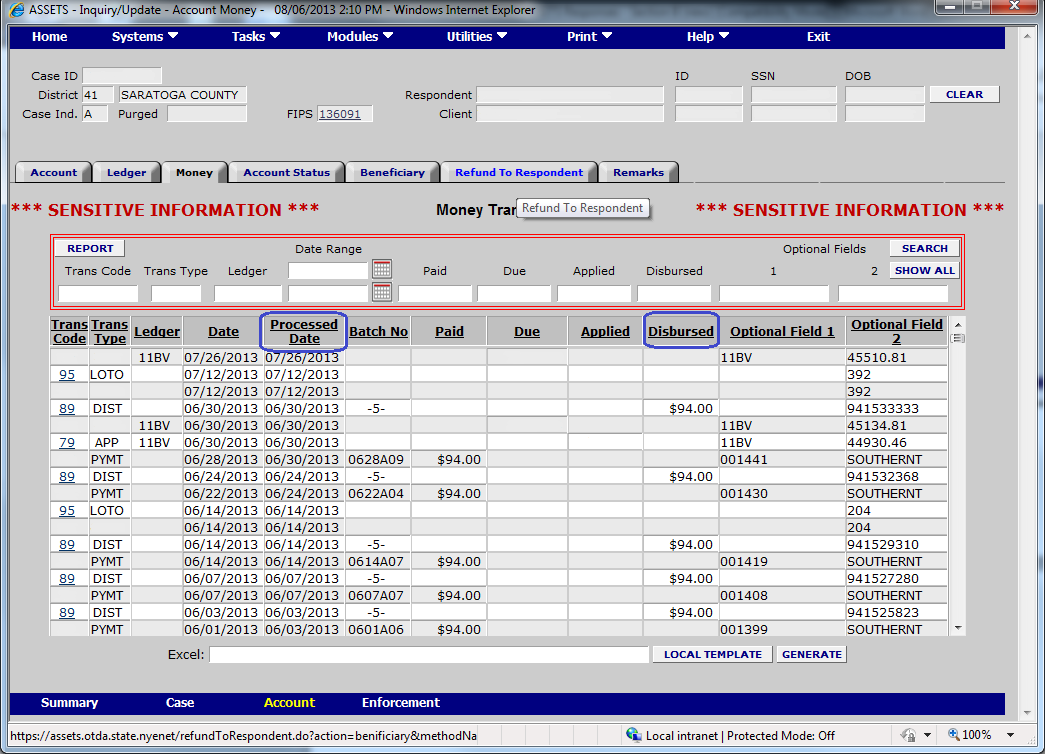 ASSETS - Inquiry/Update - Account Money - 08/06/2013 2:10 PM - Windows Internet Explorer
Home Systems Tasks Modules Utilities Print Help Exit
Case ID ID SSN DOB
District 41 SARATOGA COUNTY Respondent CLEAR
Case Ind. A Purged FIPS 136091 Client
Account Ledger Money Account Status Beneficiary Refund To Respondent Remarks
*** SENSITIVE INFORMATION *** Money Tran Refund To Respondent *** SENSITIVE INFORMATION ***
REPORT Date Range Optional Fields SEARCH
Trans Code Trans Type Ledger Paid Due Applied Disbursed 1 2 SHOW ALL
Trans Code Trans Type Ledger Date Processed Date Batch No Paid Due Applied Disbursed Optional Field 1 Optional Field 2
11BV 07/26/2013 07/26/2013 11BV 45510.81
95 LOTO 07/12/2013 07/12/2013 392
07/12/2013 07/12/2013 392
89 DIST 06/30/2013 06/30/2013 -5- $94.00 941533333
11BV 06/30/2013 06/30/2013 11BV 45134.81
79 APP 11BV 06/30/2013 06/30/2013 11BV 44930.46
PYMT 06/28/2013 06/30/2013 0628A09 $94.00 001441 SOUTHERNT
89 DIST 06/24/2013 06/24/2013 -5- $94.00 941532368
PYMT 06/22/2013 06/24/2013 0622A04 $94.00 001430 SOUTHERNT
95 LOTO 06/14/2013 06/14/2013 204
06/14/2013 06/14/2013 204
89 DIST 06/14/2013 06/14/2013 -5- $94.00 941529310
PYMT 06/14/2013 06/14/2013 0614A07 $94.00 001419 SOUTHERNT
89 DIST 06/07/2013 06/07/2013 -5- $94.00 941527280
PYMT 06/07/2013 06/07/2013 0607A07 $94.00 001408 SOUTHERNT
89 DIST 06/03/2013 06/03/2013 -5- $94.00 941525823
PYMT 06/01/2013 06/03/2013 0601A06 $94.00 001399 SOUTHERNT
Excel: LOCAL TEMPLATE GENERATE
Summary Case Account Enforcement
https://assets.otda.state.nyenet/refundToRespondent.do?action=benificiary&methodNa Local intranet | Protected Mode: Off 100%